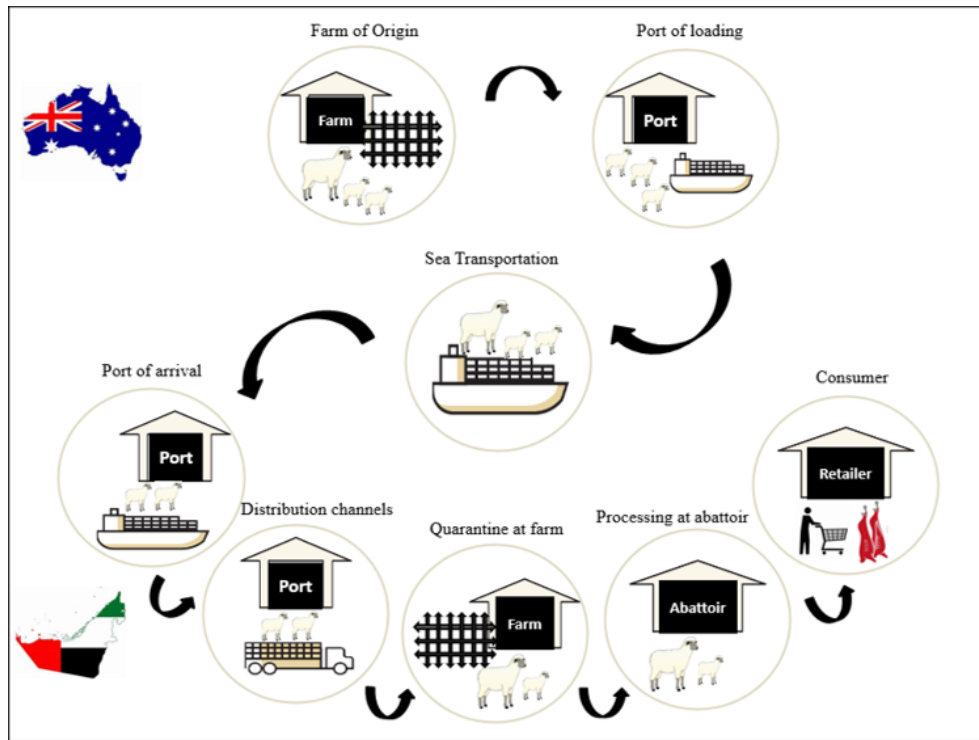 Farm of Origin
Port of loading
Farm
Port
Sea Transportation
Port of arrival
Consumer
Port
Retailer
Distribution channels
Quarantine at farm
Processing at abattoir
Port
Farm
Abattoir